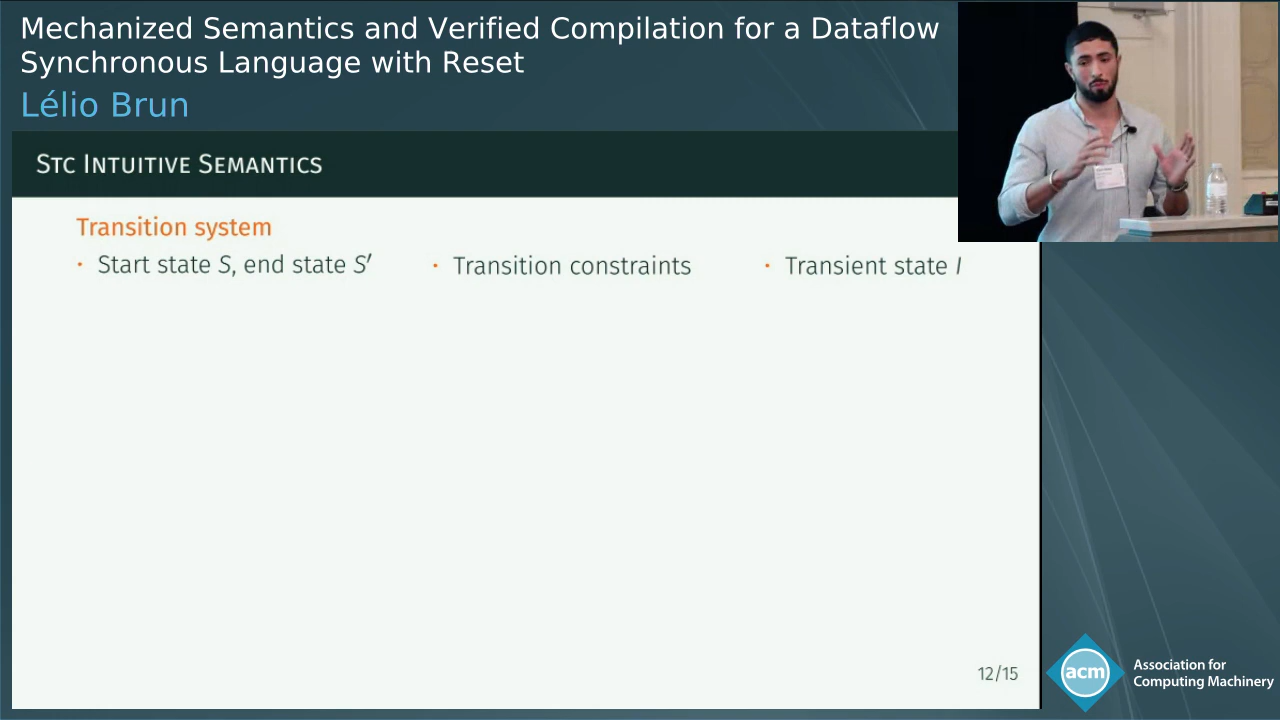 Mechanized Semantics and Verified Compilation for a Dataflow
Synchronous Language with Reset
Lélio Brun
Stc Intuitive Semantics
Transition system
· Start state S, end state S′
· Transition constraints
· Transient state I
12/15
acm
Association for
Computing Machinery